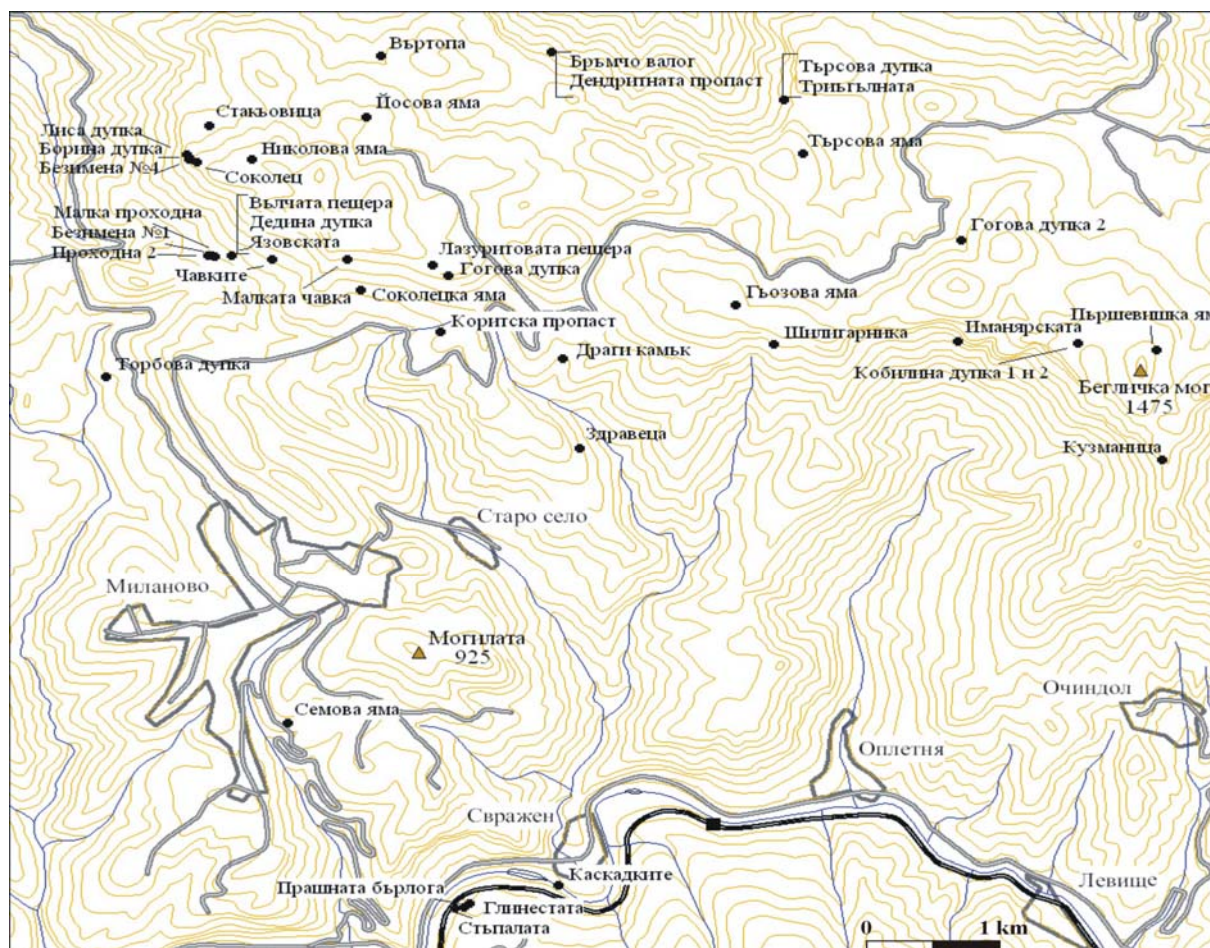 Въртопа
Бръмчо валог
Дендритната пропаст
Търсова дупка
Триъгълната
Йосова яма
Стакьовица
Лиса дупка
Борина дупка
Безимена №4
Николова яма
Соколец
Търсова яма
Малка проходна
Безимена №1
Проходна 2
Вълчата пещера
Дедина дупка
Язовската
Чавките
Малката чавка
Лазуритовата пещера
Гогова дупка
Соколецка яма
Гогова дупка 2
Гьозова яма
Коритска пропаст
Шилигарника
Иманярската
Пършевишка ям
Драги камък
Торбова дупка
Кобилина дупка 1 и 2
Бегличка мог
1475
Здравеца
Кузманица
Старо село
Миланово
Могилата
925
Семова яма
Очиндол
Оплетня
Свражен
Каскадките
Прашната бърлога
Глинестата
Стъпалата
Левище
0 1 km